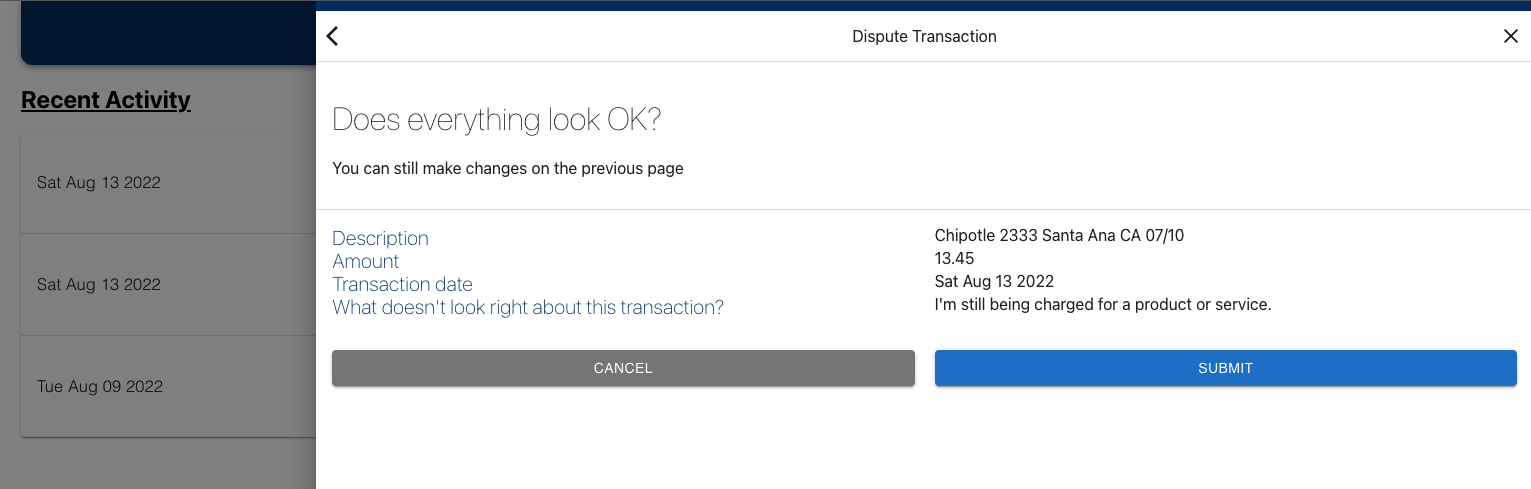 Dispute Transaction
Recent Activity
Does everything look OK?
You can still make changes on the previous page
Sat Aug 13 2022
Sat Aug 13 2022
Tue Aug 09 2022
Description Chipotle 2333 Santa Ana CA 07/10
Amount 13.45
Transaction date Sat Aug 13 2022
What doesn't look right about this transaction? I'm still being charged for a product or service.
CANCEL SUBMIT